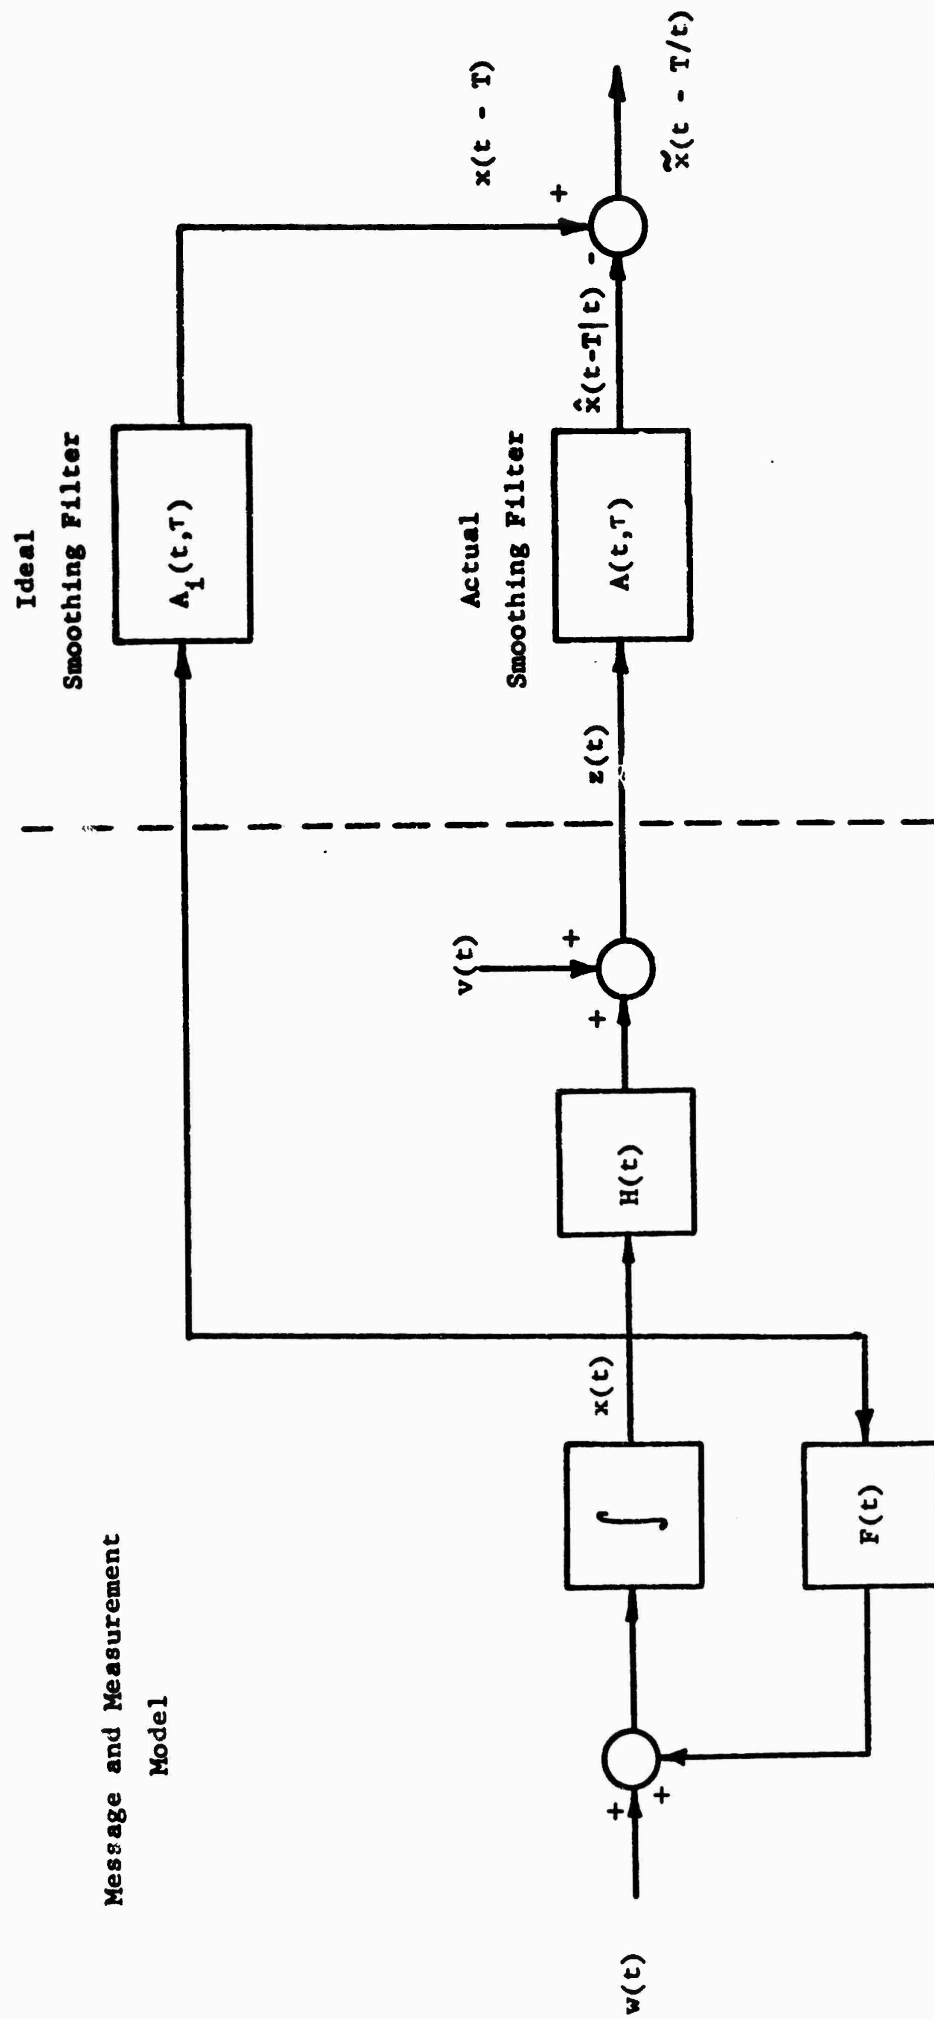 Message and Measurement
Model
Ideal
Smoothing Filter
A_i(t,T)
x(t - T)
Actual
Smoothing Filter
w(t)
+
+
∫
x(t)
F(t)
H(t)
v(t)
+
+
z(t)
A(t,T)
x̂(t-T|t)
+
-
x̃(t - T/t)